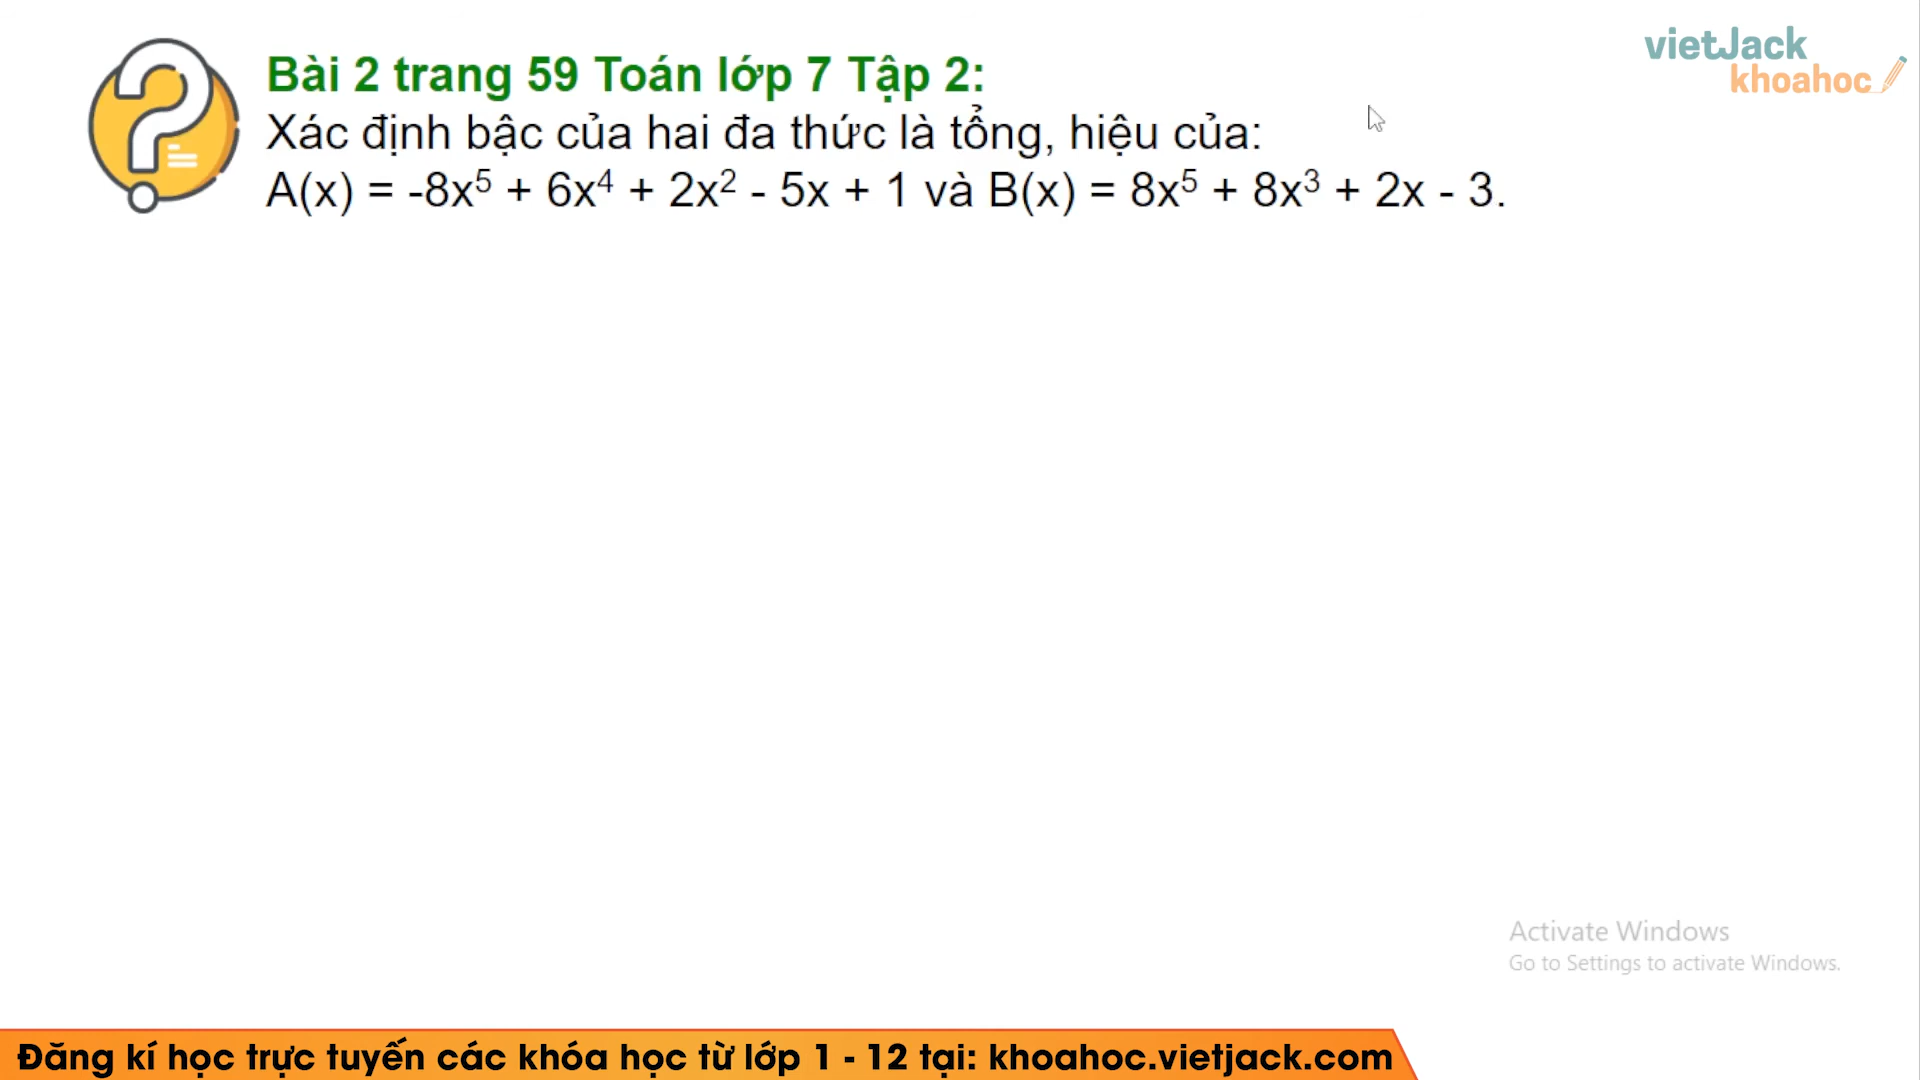 vietJack
khoahoc
Bài 2 trang 59 Toán lớp 7 Tập 2:
Xác định bậc của hai đa thức là tổng, hiệu của:
A(x) = -8x⁵ + 6x⁴ + 2x² - 5x + 1 và B(x) = 8x⁵ + 8x³ + 2x - 3.
Activate Windows
Go to Settings to activate Windows.
Đăng kí học trực tuyến các khóa học từ lớp 1 - 12 tại: khoahoc.vietjack.com